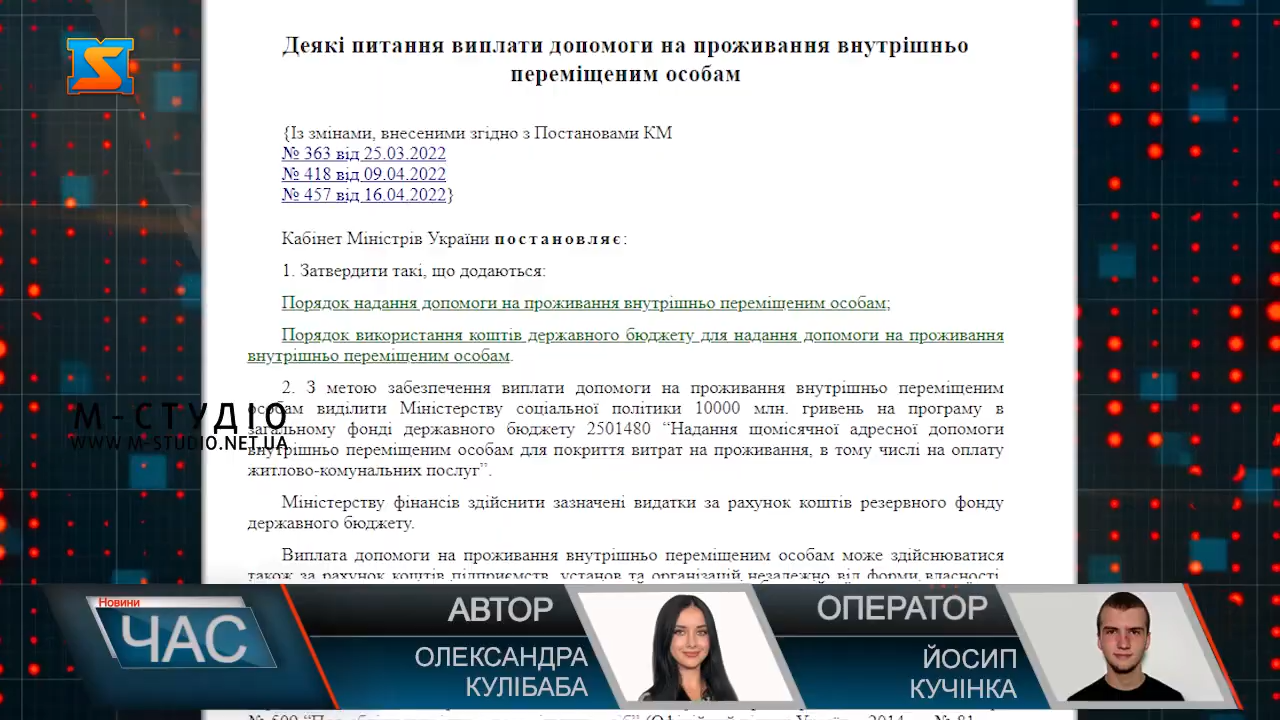 Деякі питання виплати допомоги на проживання внутрішньо
переміщеним особам
{Із змінами, внесеними згідно з Постановами КМ
№ 363 від 25.03.2022
№ 418 від 09.04.2022
№ 457 від 16.04.2022}
Кабінет Міністрів України постановляє:
1. Затвердити такі, що додаються:
Порядок надання допомоги на проживання внутрішньо переміщеним особам;
Порядок використання коштів державного бюджету для надання допомоги на проживання
внутрішньо переміщеним особам.
2. З метою забезпечення виплати допомоги на проживання внутрішньо переміщеним
особам виділити Міністерству соціальної політики 10000 млн. гривень на програму в
загальному фонді державного бюджету 2501480 “Надання щомісячної адресної допомоги
внутрішньо переміщеним особам для покриття витрат на проживання, в тому числі на оплату
житлово-комунальних послуг”.
М-СТУДІО
WWW.M-STUDIO.NET.UA
Міністерству фінансів здійснити зазначені видатки за рахунок коштів резервного фонду
державного бюджету.
Виплата допомоги на проживання внутрішньо переміщеним особам може здійснюватися
також за рахунок коштів підприємств, установ та організацій незалежно від форми власності,
Новини
ЧАС
АВТОР
ОЛЕКСАНДРА
КУЛІБАБА
ОПЕРАТОР
ЙОСИП
КУЧІНКА